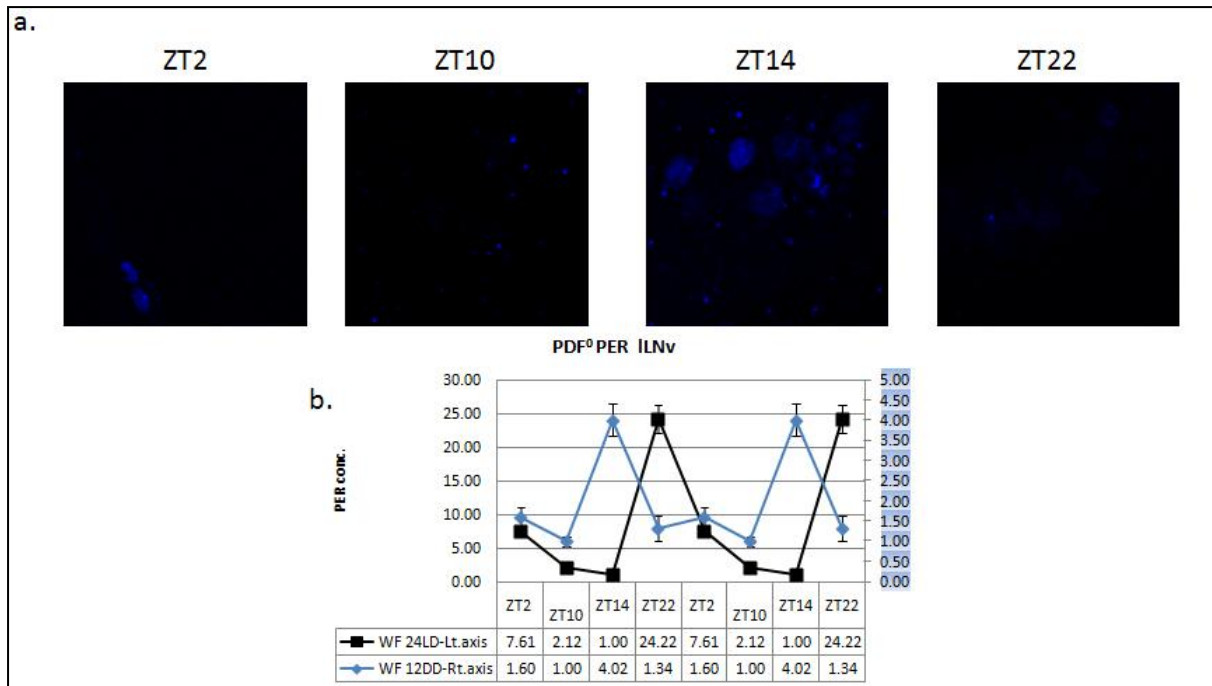 a.
ZT2 ZT10 ZT14 ZT22
PDF⁰ PER lLNv
b.
PER conc.
30.00
25.00
20.00
15.00
10.00
5.00
0.00
5.00
4.50
4.00
3.50
3.00
2.50
2.00
1.50
1.00
0.50
0.00
ZT2 ZT10 ZT14 ZT22 ZT2 ZT10 ZT14 ZT22
WF 24LD-Lt.axis 7.61 2.12 1.00 24.22 7.61 2.12 1.00 24.22
WF 12DD-Rt.axis 1.60 1.00 4.02 1.34 1.60 1.00 4.02 1.34